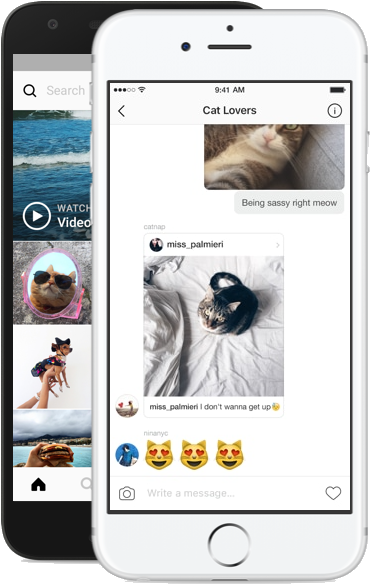 Search
WATCH
Video
9:41 AM
Cat Lovers
Being sassy right meow
catnap
miss_palmieri
miss_palmieri I don't wanna get up
ninanyc
Write a message...